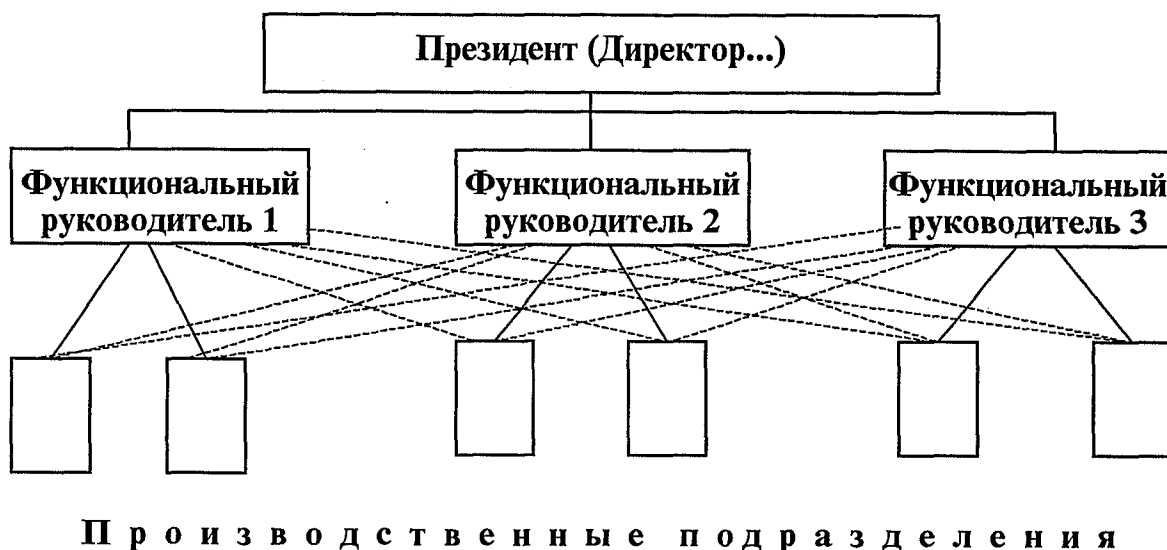 Президент (Директор...)
Функциональный
руководитель 1
Функциональный
руководитель 2
Функциональный
руководитель 3
Производственные подразделения